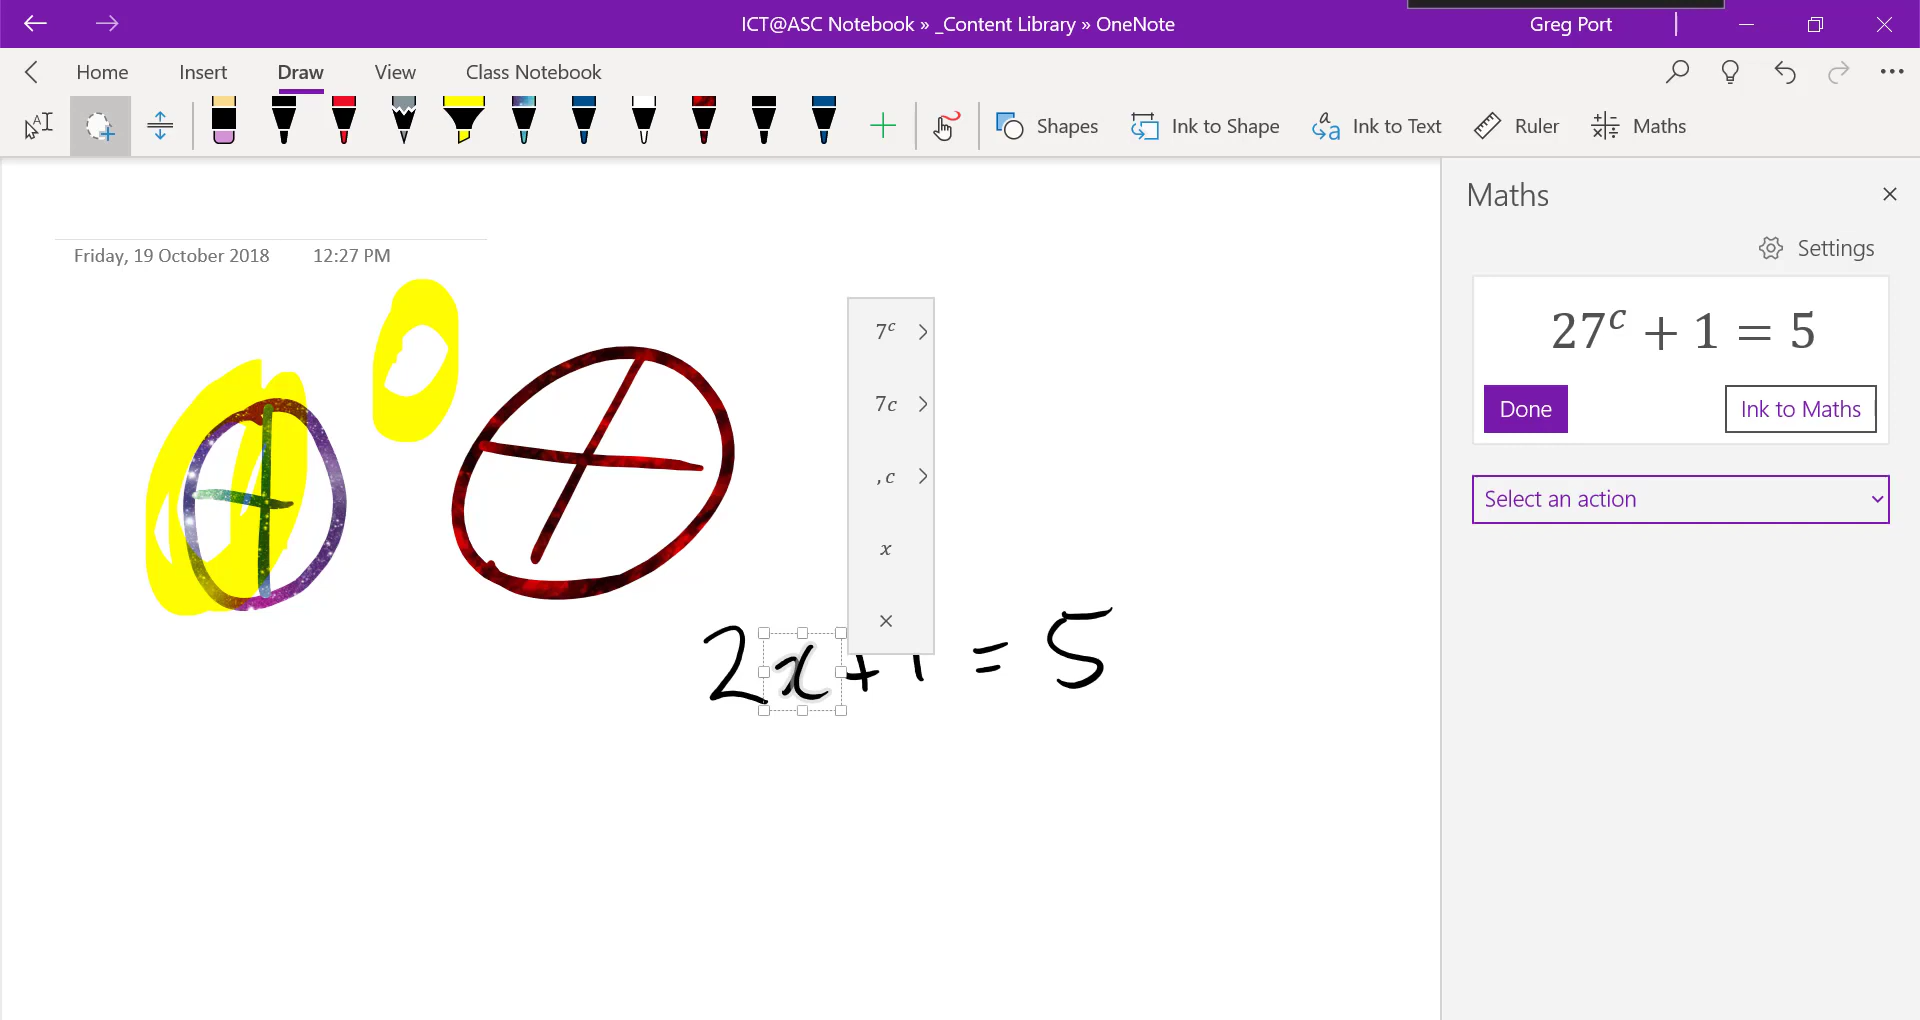 ICT@ASC Notebook » _Content Library » OneNote
Greg Port
Home Insert Draw View Class Notebook
Shapes Ink to Shape Ink to Text Ruler Maths
Friday, 19 October 2018 12:27 PM
7ᶜ
7c
,c
x
×
2x+1 = 5
Maths
Settings
27ᶜ + 1 = 5
Done Ink to Maths
Select an action